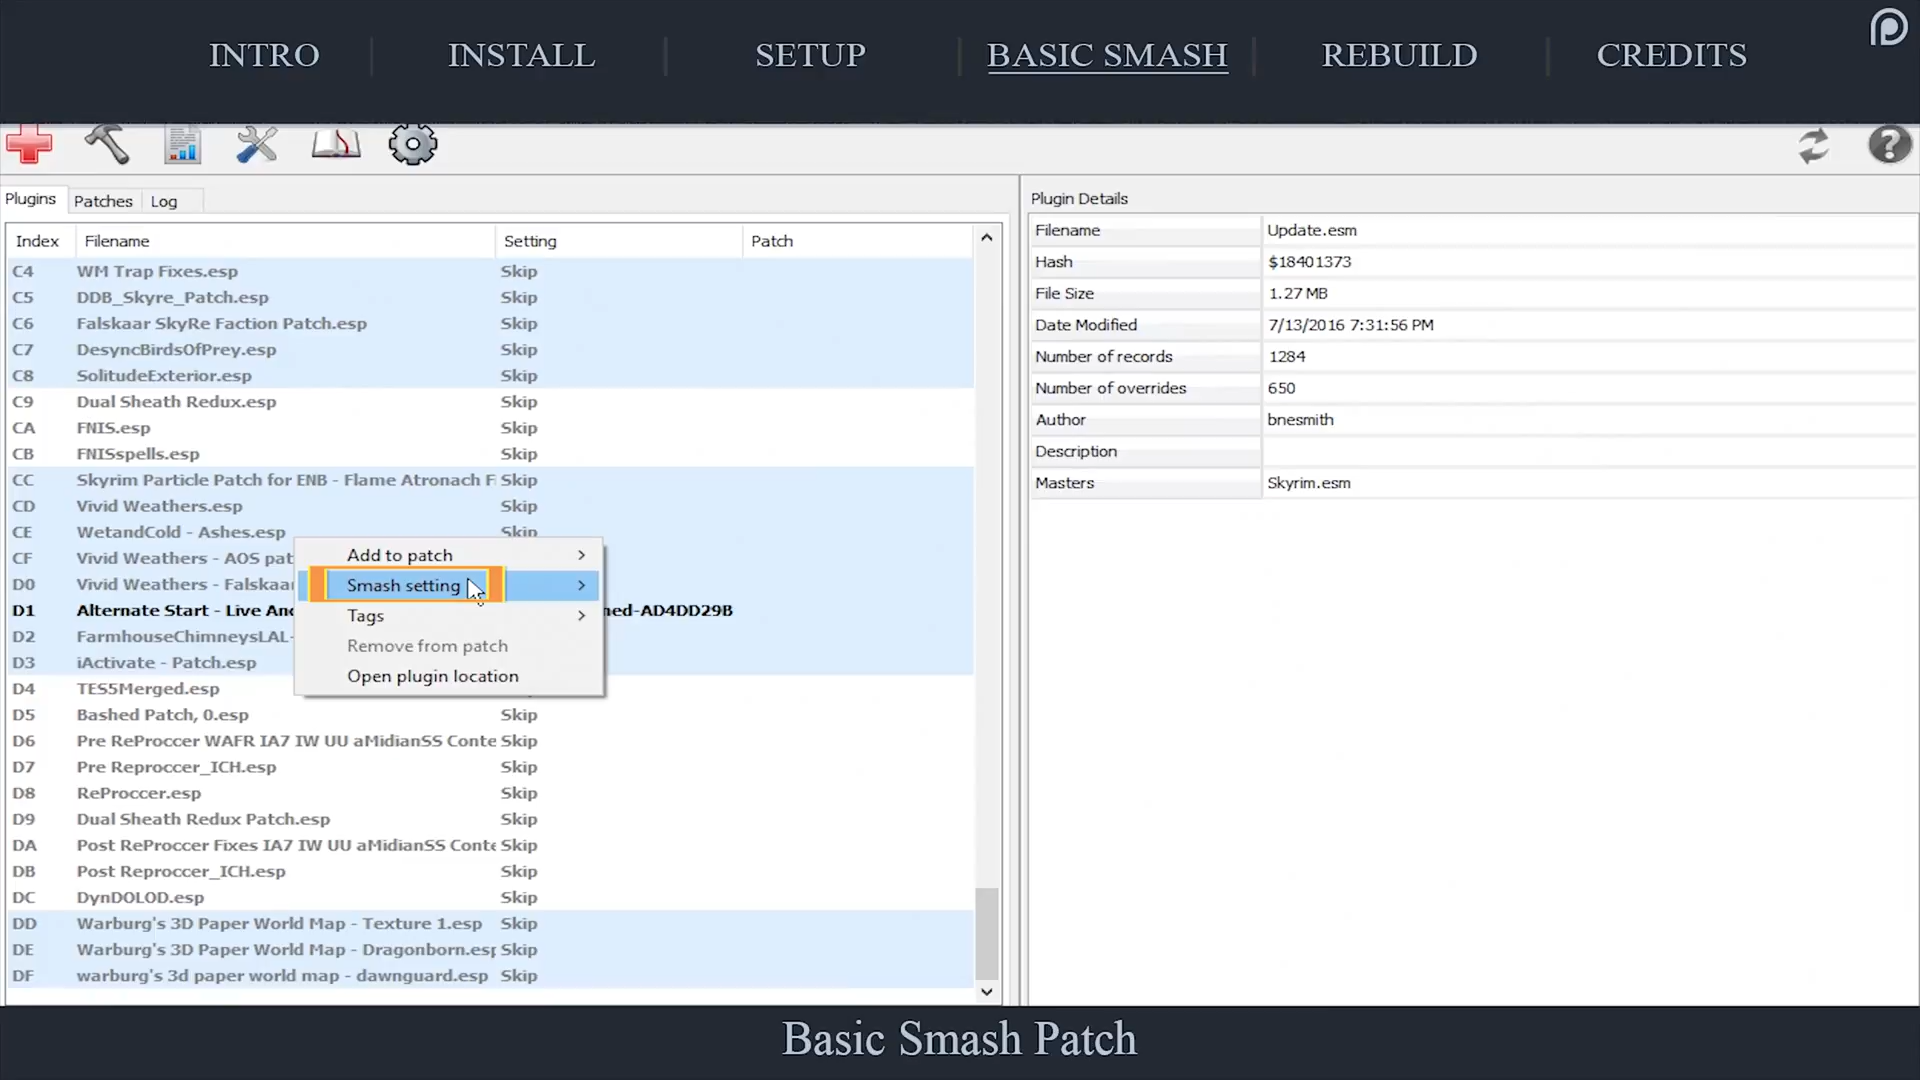 INTRO INSTALL SETUP BASIC SMASH REBUILD CREDITS
Plugins Patches Log
Index Filename Setting Patch
C4 WM Trap Fixes.esp Skip
C5 DDB_Skyre_Patch.esp Skip
C6 Falskaar SkyRe Faction Patch.esp Skip
C7 DesyncBirdsOfPrey.esp Skip
C8 SolitudeExterior.esp Skip
C9 Dual Sheath Redux.esp Skip
CA FNIS.esp Skip
CB FNISspells.esp Skip
CC Skyrim Particle Patch for ENB - Flame Atronach F Skip
CD Vivid Weathers.esp Skip
CE WetandCold - Ashes.esp Skip
CF Vivid Weathers - AOS pat
D0 Vivid Weathers - Falskaar
D1 Alternate Start - Live Anc ned-AD4DD29B
D2 FarmhouseChimneysLAL-
D3 iActivate - Patch.esp
D4 TES5Merged.esp
D5 Bashed Patch, 0.esp Skip
D6 Pre ReProccer WAFR IA7 IW UU aMidianSS Conte Skip
D7 Pre Reproccer_ICH.esp Skip
D8 ReProccer.esp Skip
D9 Dual Sheath Redux Patch.esp Skip
DA Post ReProccer Fixes IA7 IW UU aMidianSS Conte Skip
DB Post Reproccer_ICH.esp Skip
DC DynDOLOD.esp Skip
DD Warburg's 3D Paper World Map - Texture 1.esp Skip
DE Warburg's 3D Paper World Map - Dragonborn.esp Skip
DF warburg's 3d paper world map - dawnguard.esp Skip
Add to patch
Smash setting
Tags
Remove from patch
Open plugin location
Plugin Details
Filename Update.esm
Hash $18401373
File Size 1.27 MB
Date Modified 7/13/2016 7:31:56 PM
Number of records 1284
Number of overrides 650
Author bnesmith
Description
Masters Skyrim.esm
Basic Smash Patch